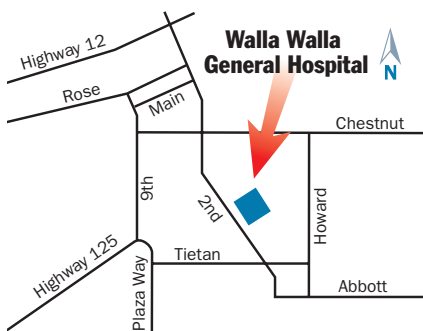 Walla Walla
General Hospital
N
Highway 12
Rose
Main
Chestnut
9th
2nd
Howard
Highway 125
Tietan
Plaza Way
Abbott